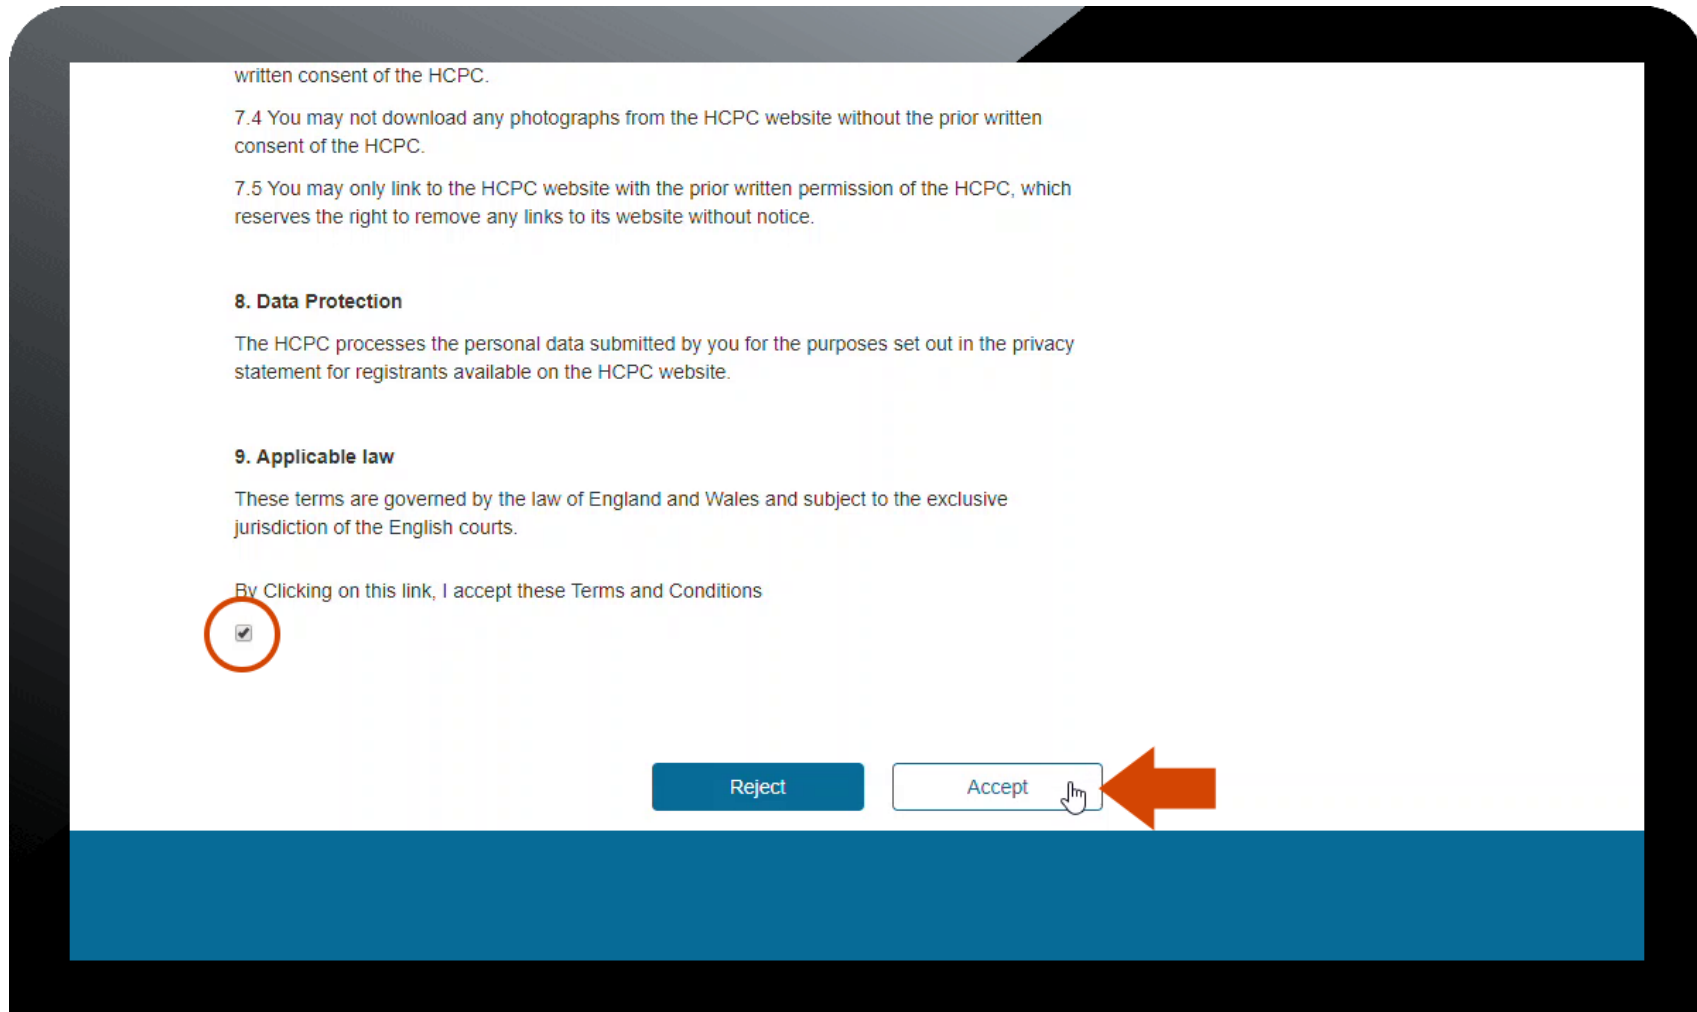 written consent of the HCPC.
7.4 You may not download any photographs from the HCPC website without the prior written
consent of the HCPC.
7.5 You may only link to the HCPC website with the prior written permission of the HCPC, which
reserves the right to remove any links to its website without notice.
8. Data Protection
The HCPC processes the personal data submitted by you for the purposes set out in the privacy
statement for registrants available on the HCPC website.
9. Applicable law
These terms are governed by the law of England and Wales and subject to the exclusive
jurisdiction of the English courts.
By Clicking on this link, I accept these Terms and Conditions
Reject
Accept